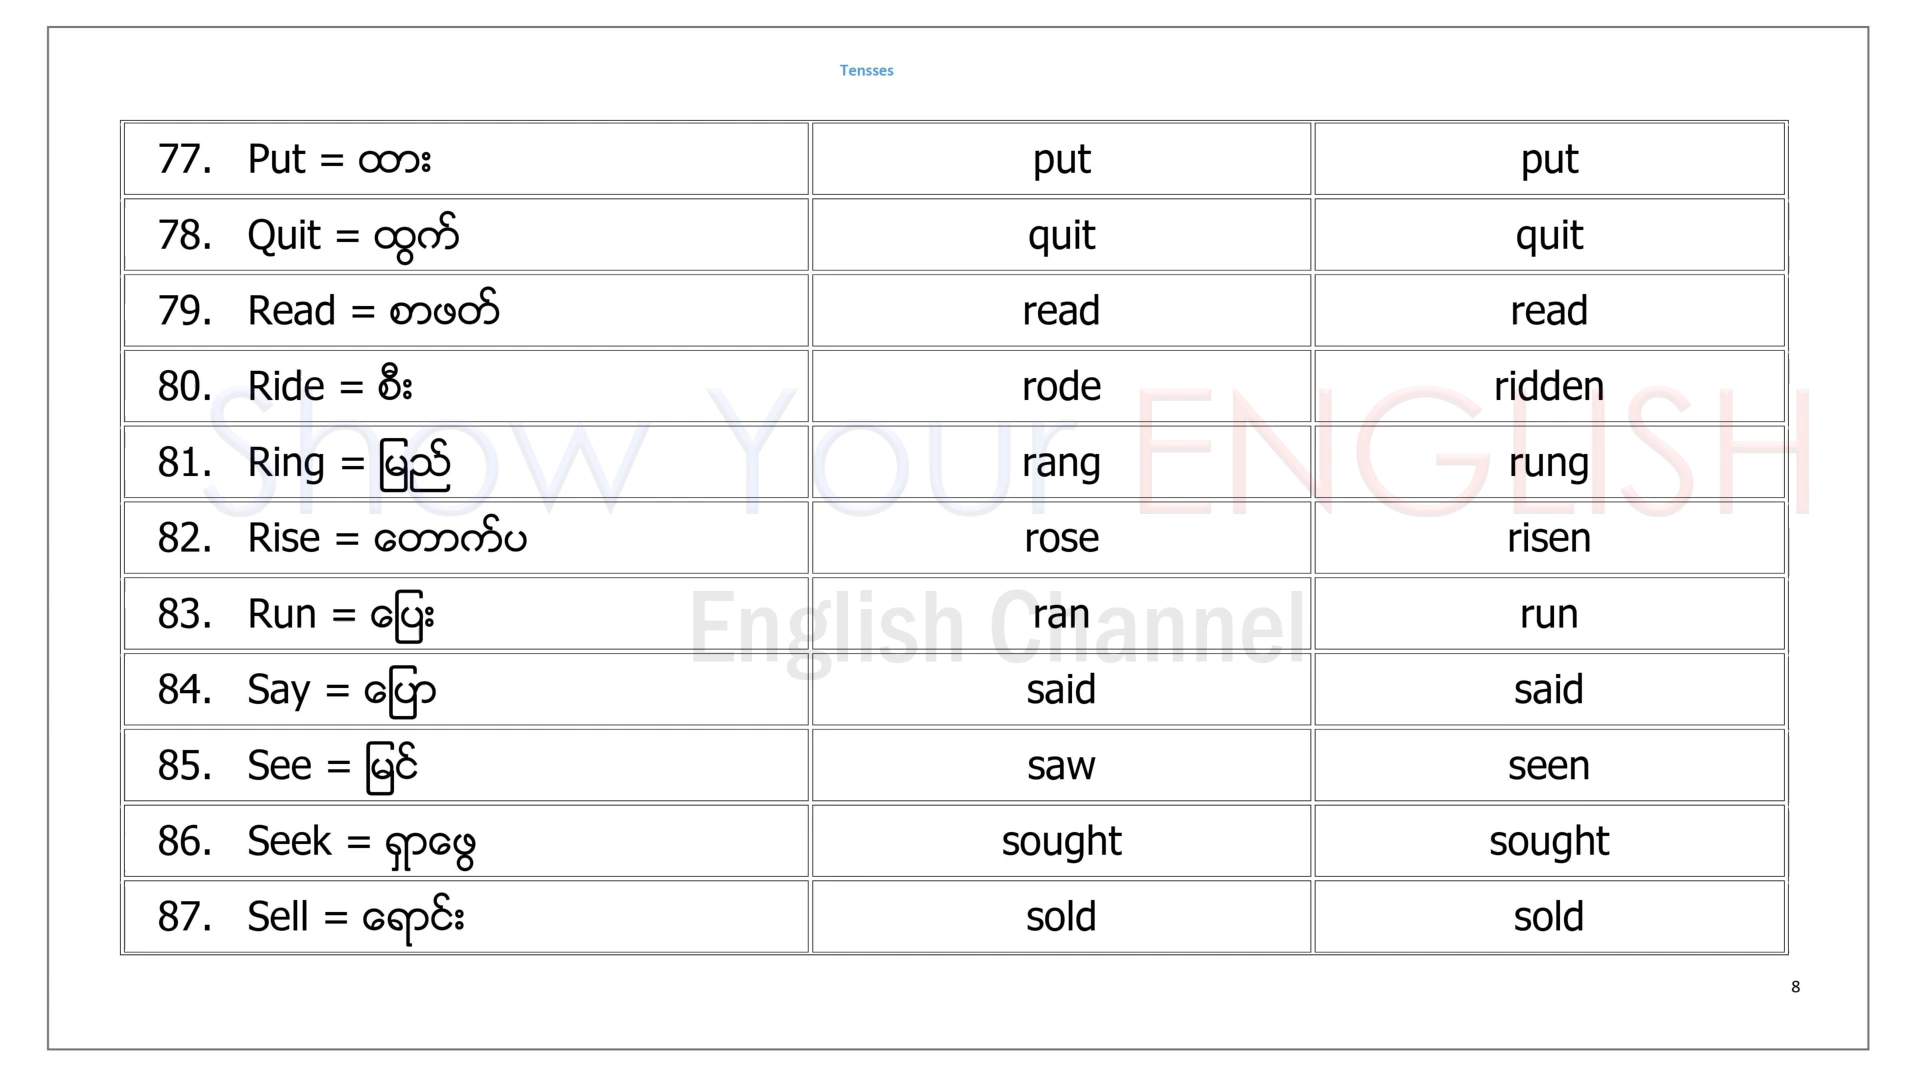 Tensses
77. Put = ထား put put
78. Quit = ထွက် quit quit
79. Read = စာဖတ် read read
80. Ride = စီး rode ridden
81. Ring = မြည် rang rung
82. Rise = တောက်ပ rose risen
83. Run = ပြေး ran run
84. Say = ပြော said said
85. See = မြင် saw seen
86. Seek = ရှာဖွေ sought sought
87. Sell = ရောင်း sold sold
Show Your ENGLISH
English Channel
8